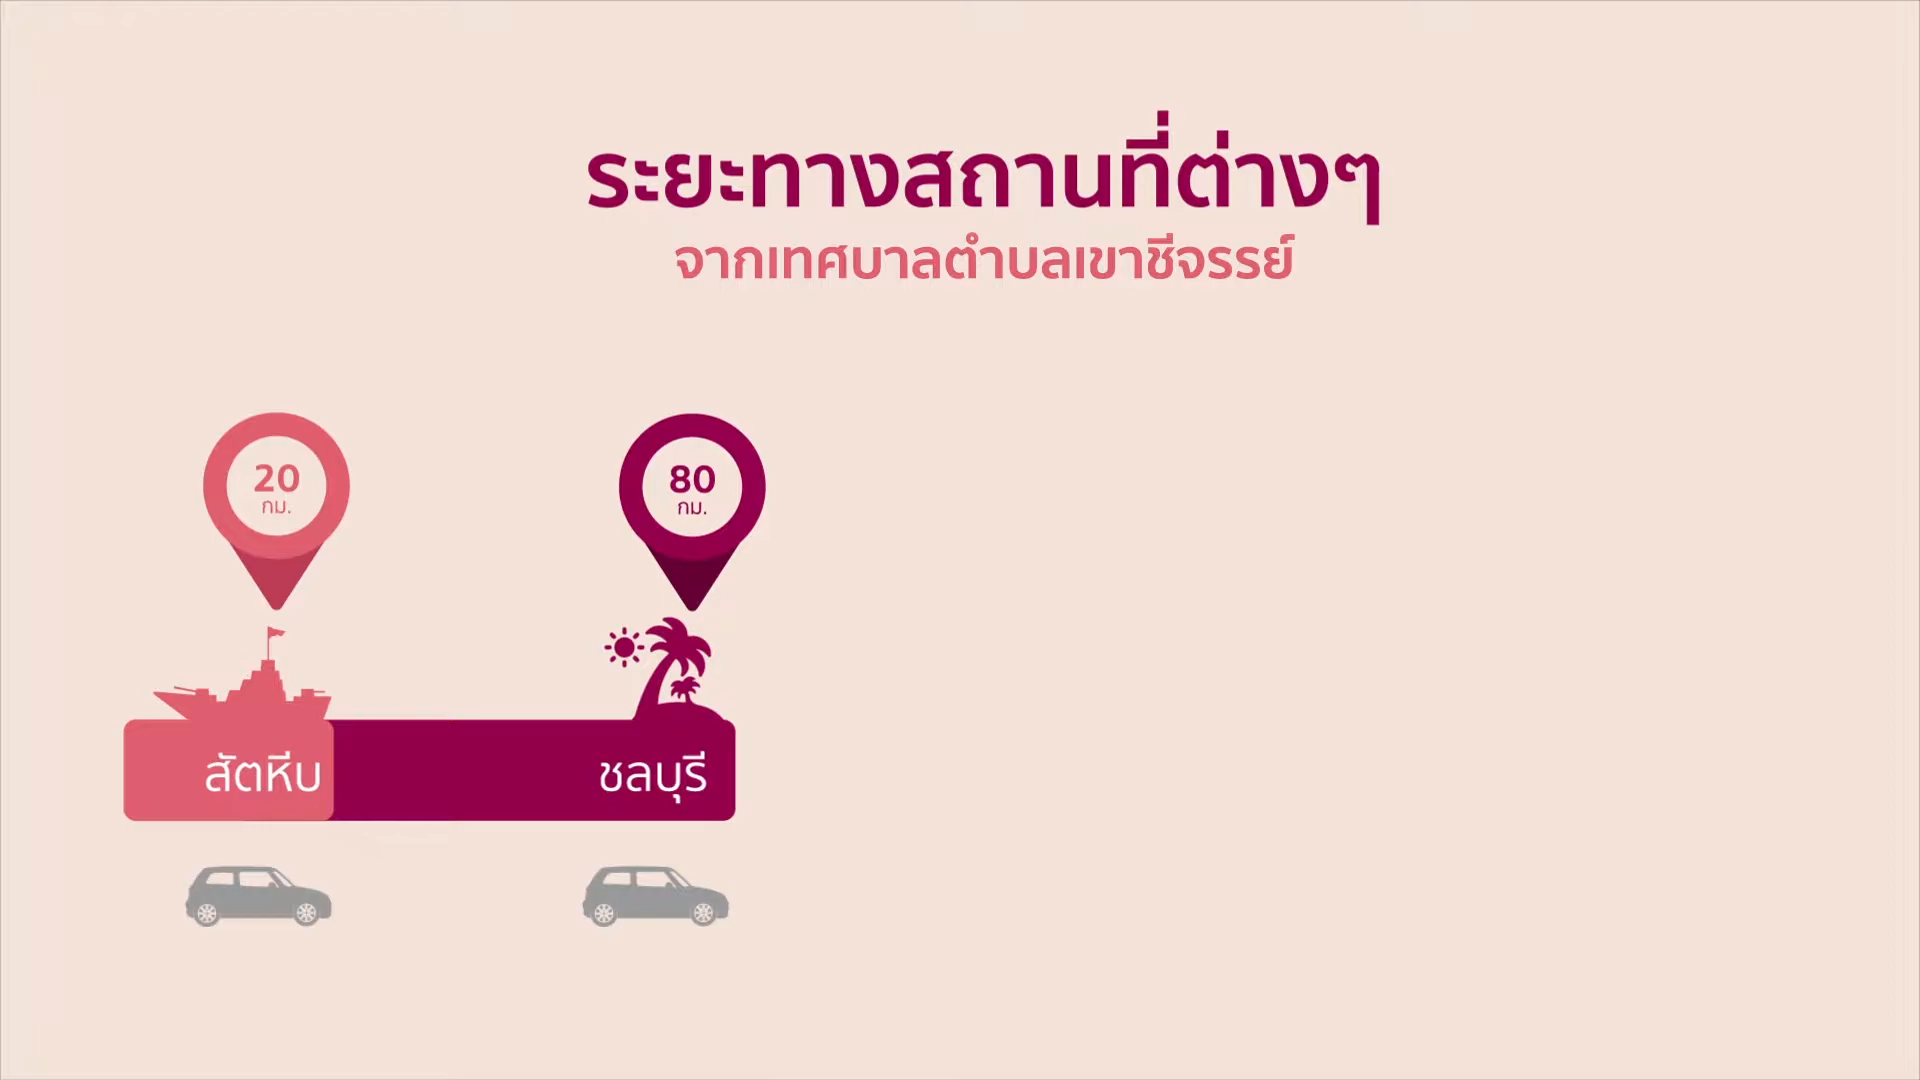 ระยะทางสถานที่ต่างๆ
จากเทศบาลตำบลเขาชีจรรย์
20
กม.
80
กม.
สัตหีบ
ชลบุรี